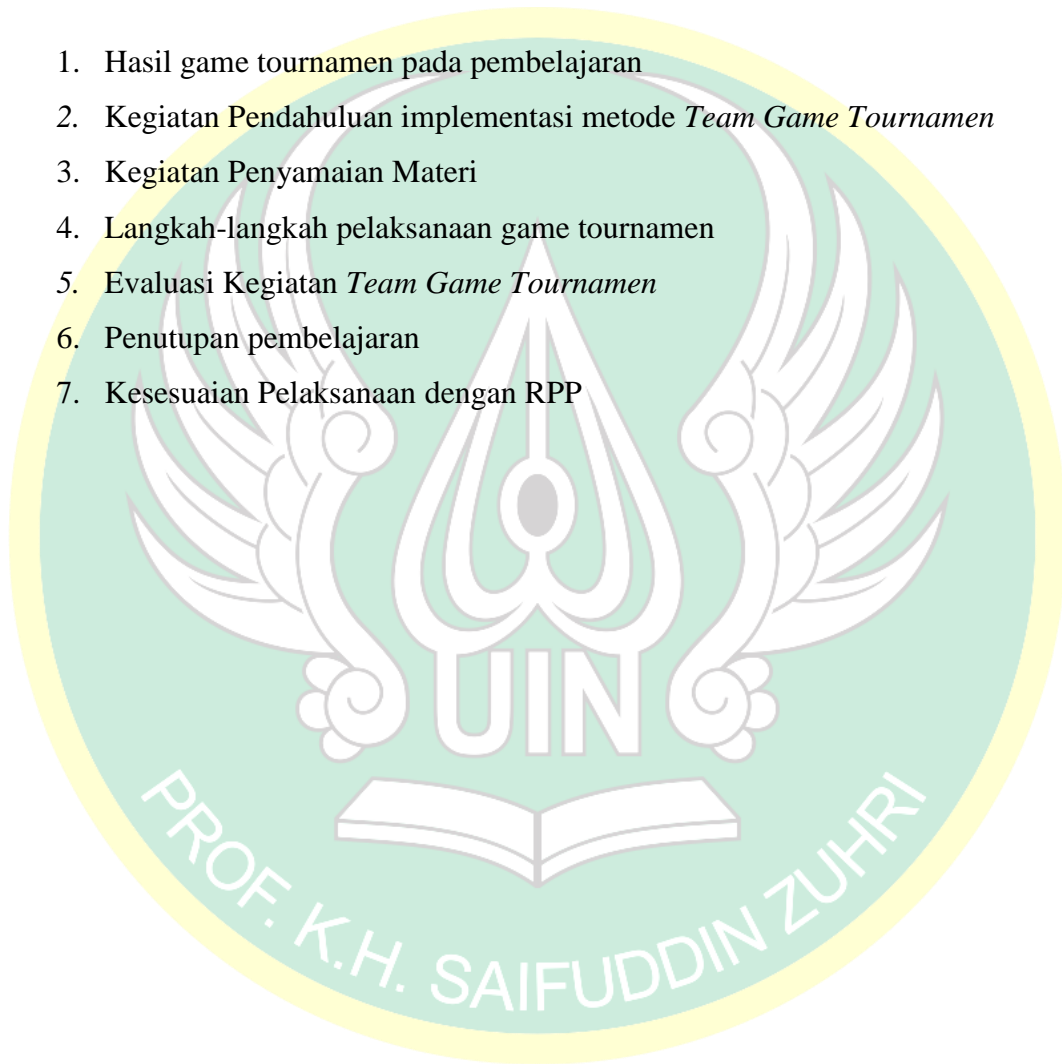 1. Hasil game tournamen pada pembelajaran
2. Kegiatan Pendahuluan implementasi metode Team Game Tournamen
3. Kegiatan Penyamaian Materi
4. Langkah-langkah pelaksanaan game tournamen
5. Evaluasi Kegiatan Team Game Tournamen
6. Penutupan pembelajaran
7. Kesesuaian Pelaksanaan dengan RPP
UIN
PROF. K.H. SAIFUDDIN ZUHRI